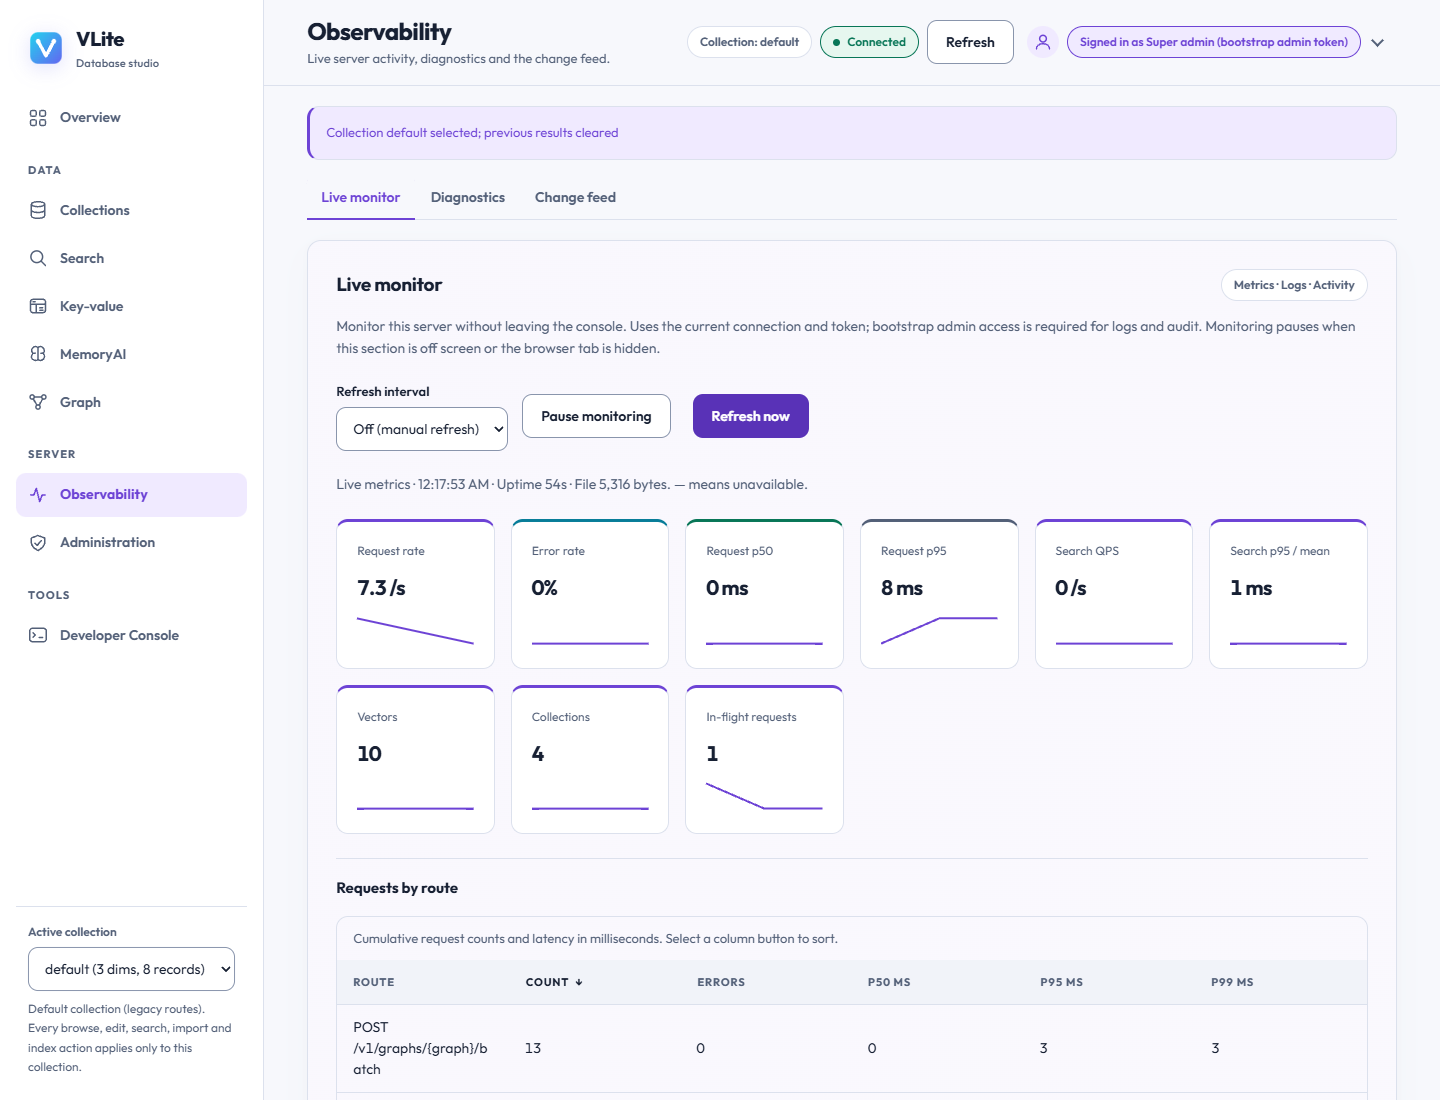 VLite
Database studio
Overview
DATA
Collections
Search
Key-value
MemoryAI
Graph
SERVER
Observability
Administration
TOOLS
Developer Console
Active collection
default (3 dims, 8 records)
Default collection (legacy routes).
Every browse, edit, search, import and
index action applies only to this
collection.
Observability
Live server activity, diagnostics and the change feed.
Collection: default
Connected
Refresh
Signed in as Super admin (bootstrap admin token)
Collection default selected; previous results cleared
Live monitor
Diagnostics
Change feed
Live monitor
Metrics · Logs · Activity
Monitor this server without leaving the console. Uses the current connection and token; bootstrap admin access is required for logs and audit. Monitoring pauses when
this section is off screen or the browser tab is hidden.
Refresh interval
Off (manual refresh)
Pause monitoring
Refresh now
Live metrics · 12:17:53 AM · Uptime 54s · File 5,316 bytes. — means unavailable.
Request rate
7.3 /s
Error rate
0%
Request p50
0 ms
Request p95
8 ms
Search QPS
0 /s
Search p95 / mean
1 ms
Vectors
10
Collections
4
In-flight requests
1
Requests by route
Cumulative request counts and latency in milliseconds. Select a column button to sort.
ROUTE COUNT ↓ ERRORS P50 MS P95 MS P99 MS
POST
/v1/graphs/{graph}/b 13 0 0 3 3
atch